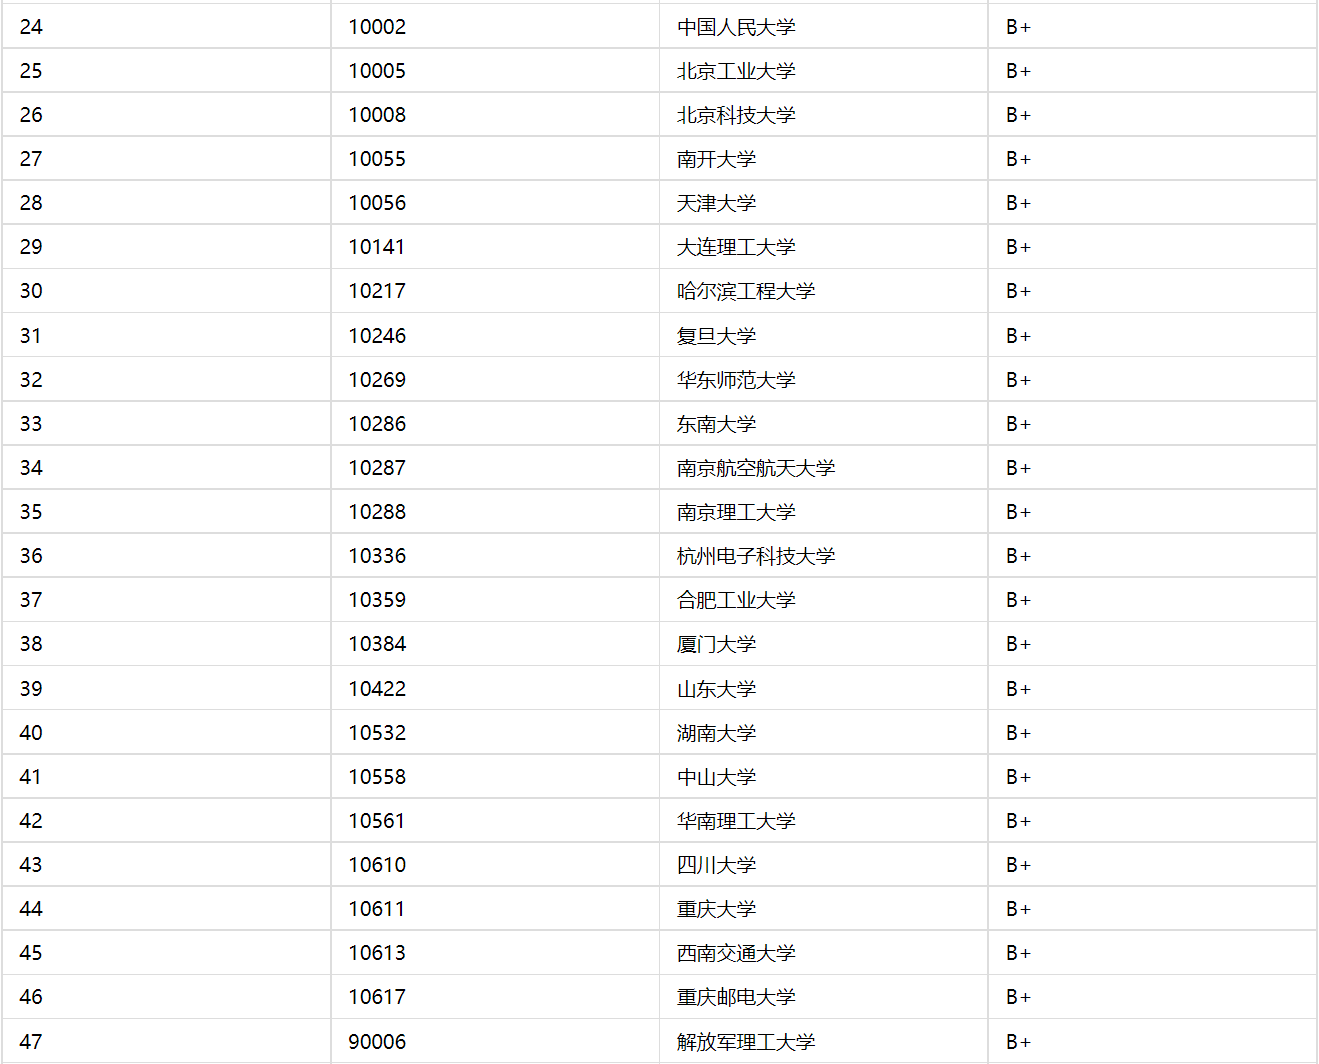 24 10002 中国人民大学 B+
25 10005 北京工业大学 B+
26 10008 北京科技大学 B+
27 10055 南开大学 B+
28 10056 天津大学 B+
29 10141 大连理工大学 B+
30 10217 哈尔滨工程大学 B+
31 10246 复旦大学 B+
32 10269 华东师范大学 B+
33 10286 东南大学 B+
34 10287 南京航空航天大学 B+
35 10288 南京理工大学 B+
36 10336 杭州电子科技大学 B+
37 10359 合肥工业大学 B+
38 10384 厦门大学 B+
39 10422 山东大学 B+
40 10532 湖南大学 B+
41 10558 中山大学 B+
42 10561 华南理工大学 B+
43 10610 四川大学 B+
44 10611 重庆大学 B+
45 10613 西南交通大学 B+
46 10617 重庆邮电大学 B+
47 90006 解放军理工大学 B+